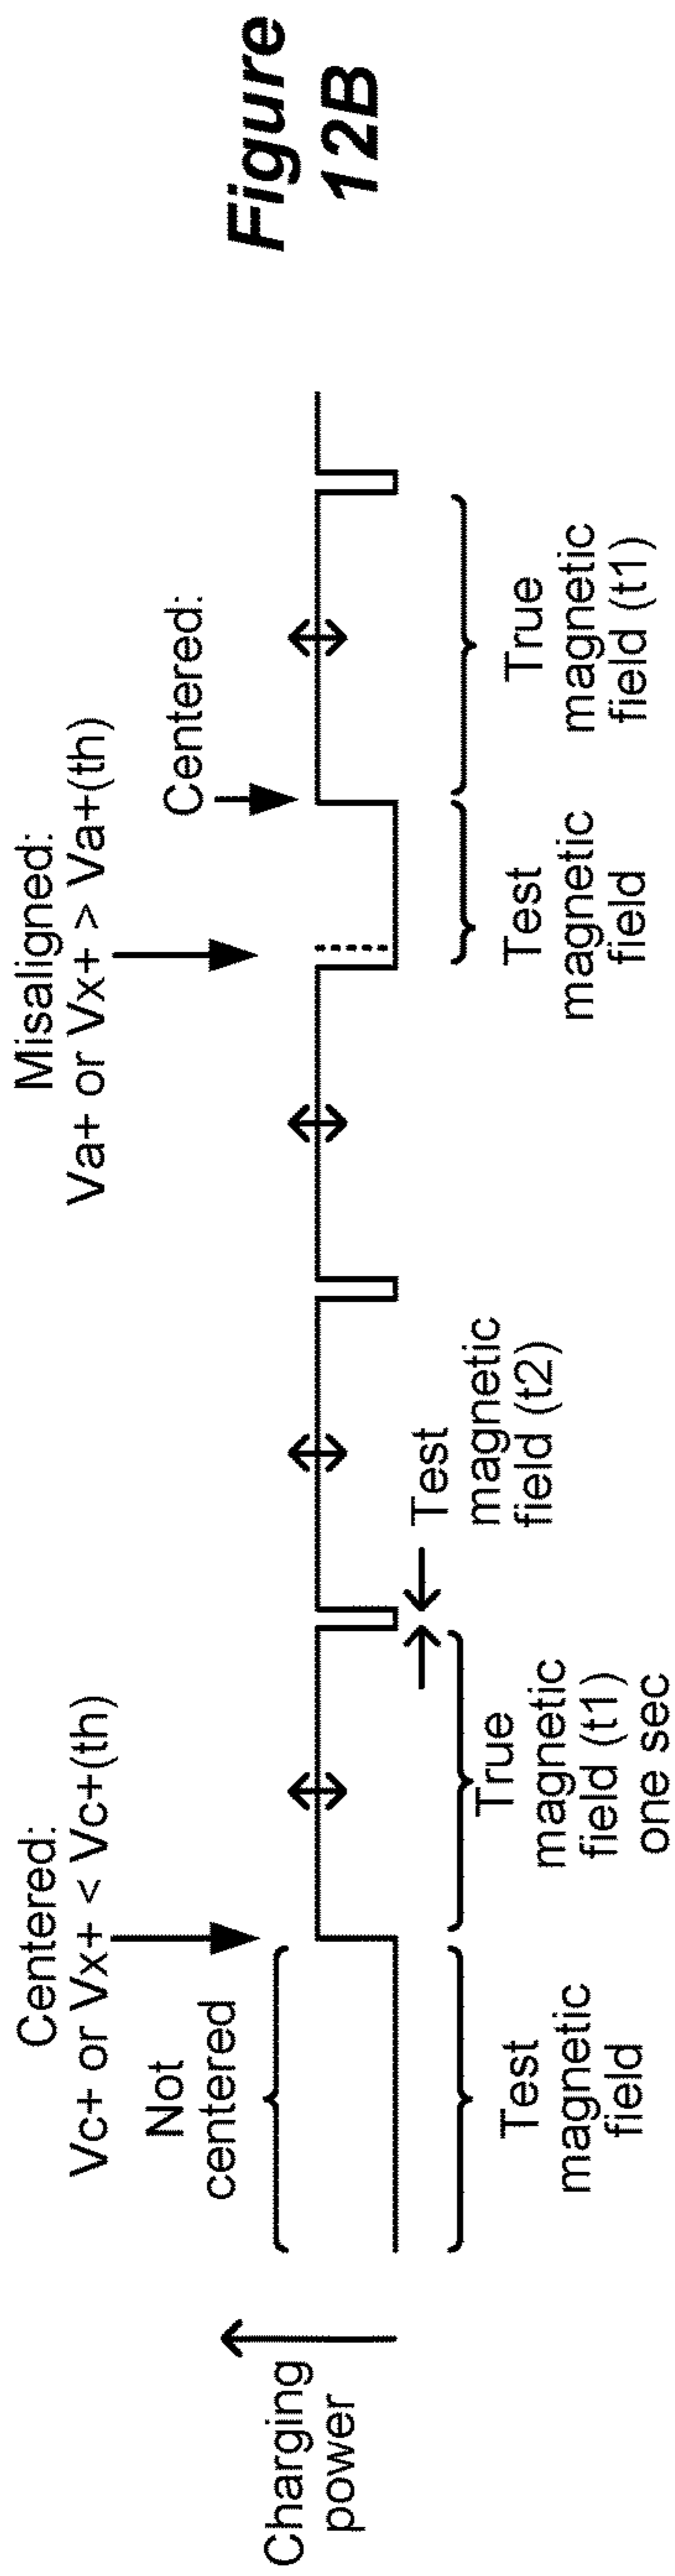 Charging
power
Centered:
Vc+ or Vx+ < Vc+(th)
Not
centered
Test
magnetic
field
True
magnetic
field (t1)
one sec
Test
magnetic
field (t2)
Misaligned:
Va+ or Vx+ > Va+(th)
Centered:
Test
magnetic
field
True
magnetic
field (t1)
Figure
12B